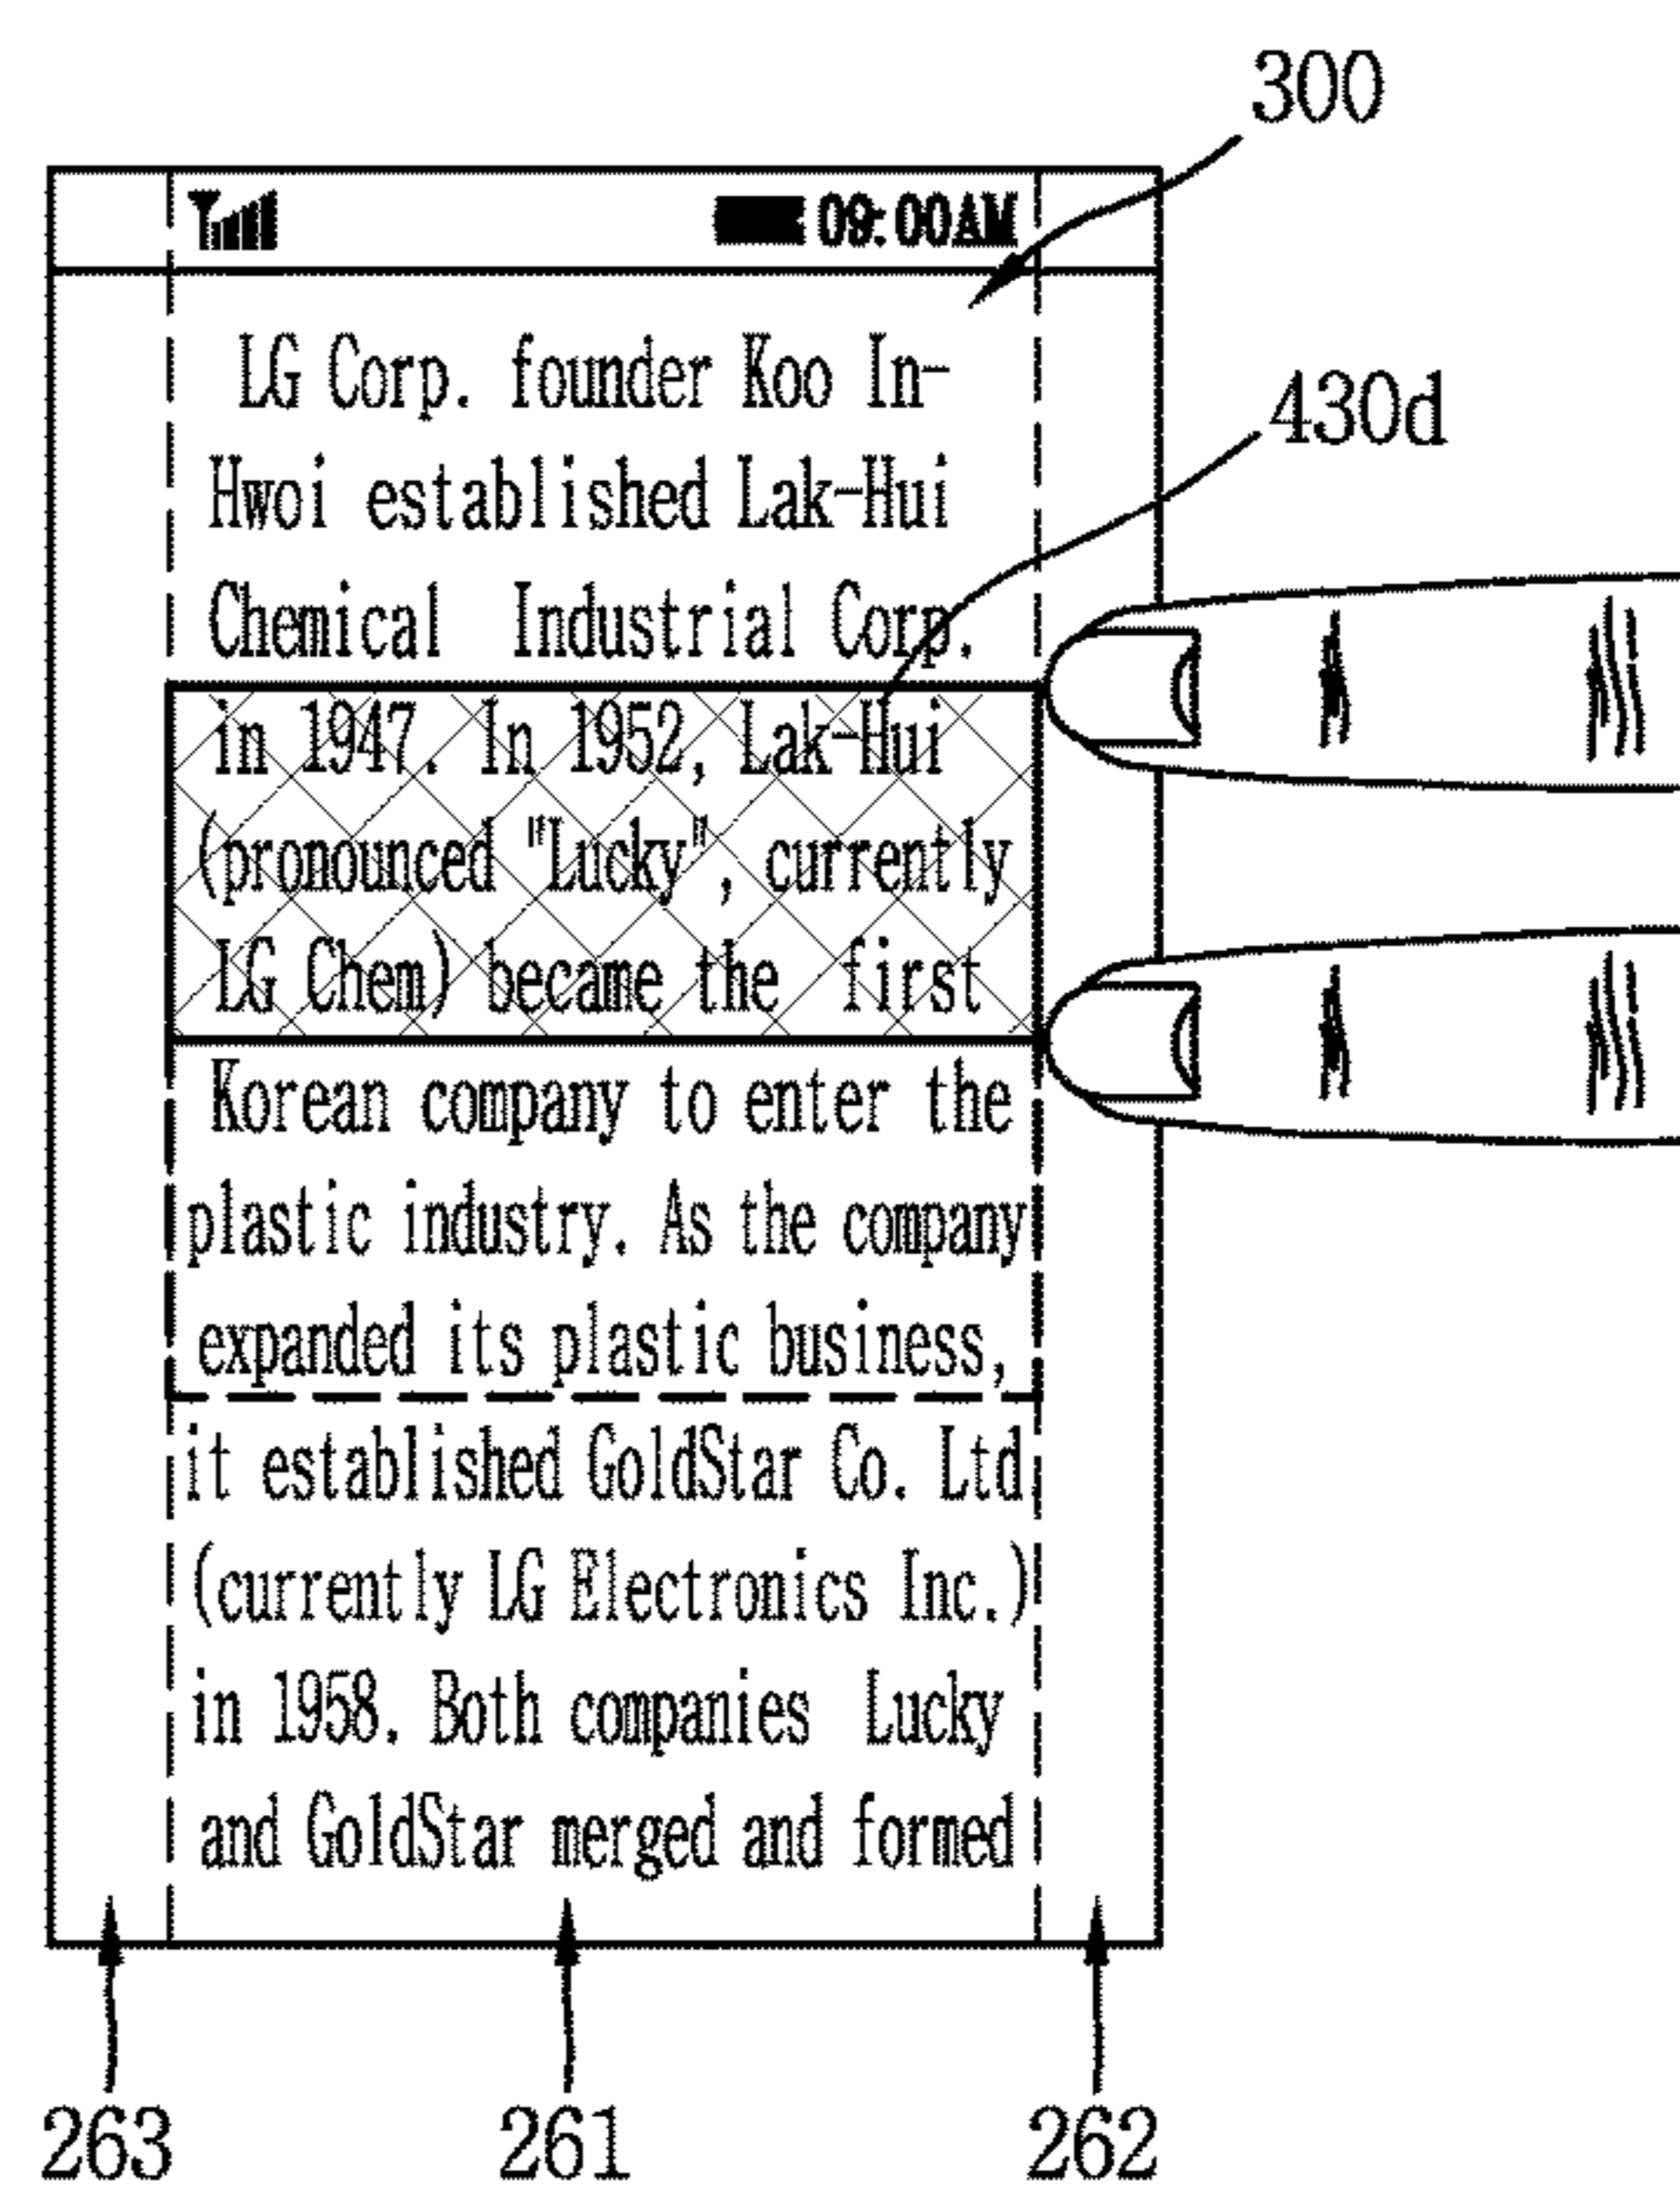 300
09:00AM
LG Corp. founder Koo In-
430d
Hwoi established Lak-Hui
Chemical Industrial Corp.
in 1947. In 1952, Lak-Hui
(pronounced "Lucky", currently
LG Chem) became the first
Korean company to enter the
plastic industry. As the company
expanded its plastic business,
it established GoldStar Co. Ltd.
(currently LG Electronics Inc.)
in 1958. Both companies Lucky
and GoldStar merged and formed
263 261 262